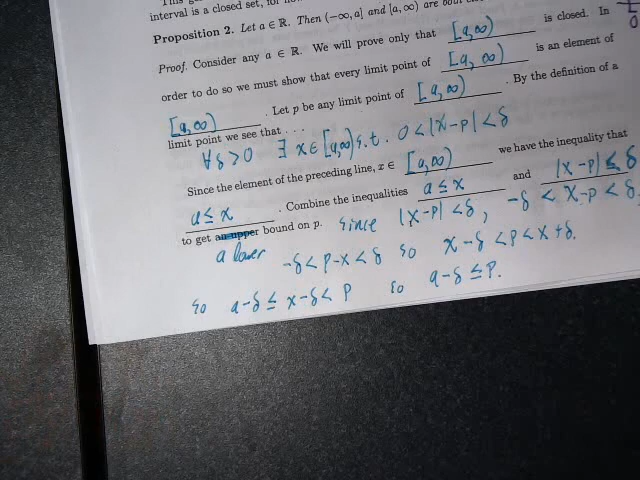 interval is a closed set, for
Proposition 2. Let a ∈ ℝ. Then (−∞, a] and [a, ∞) are both
Proof. Consider any a ∈ ℝ. We will prove only that [a, ∞) is closed. In
order to do so we must show that every limit point of [a, ∞) is an element of
[a, ∞). Let p be any limit point of [a, ∞). By the definition of a
limit point we see that . . .
∀δ>0 ∃ x∈[a,∞) s.t. 0<|x-p|<δ
Since the element of the preceding line, x ∈ [a, ∞) we have the inequality that
a≤x. Combine the inequalities a≤x and |x-p|≤δ
to get an upper bound on p. since |x-p|<δ, -δ<x-p<δ
a lower -δ<p-x<δ so x-δ<p<x+δ.
so a-δ≤x-δ<p so a-δ≤p.